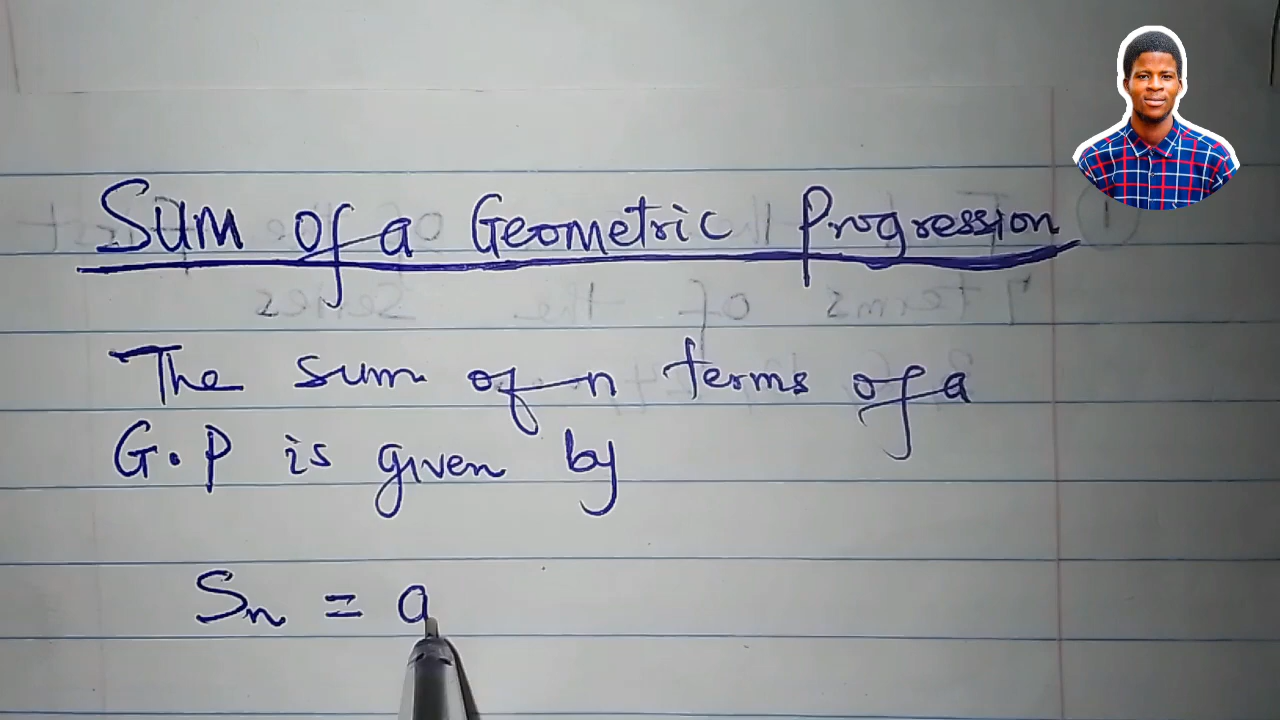 Sum of a Geometric Progression
The sum of n terms of a
G.P is given by
Sn = a